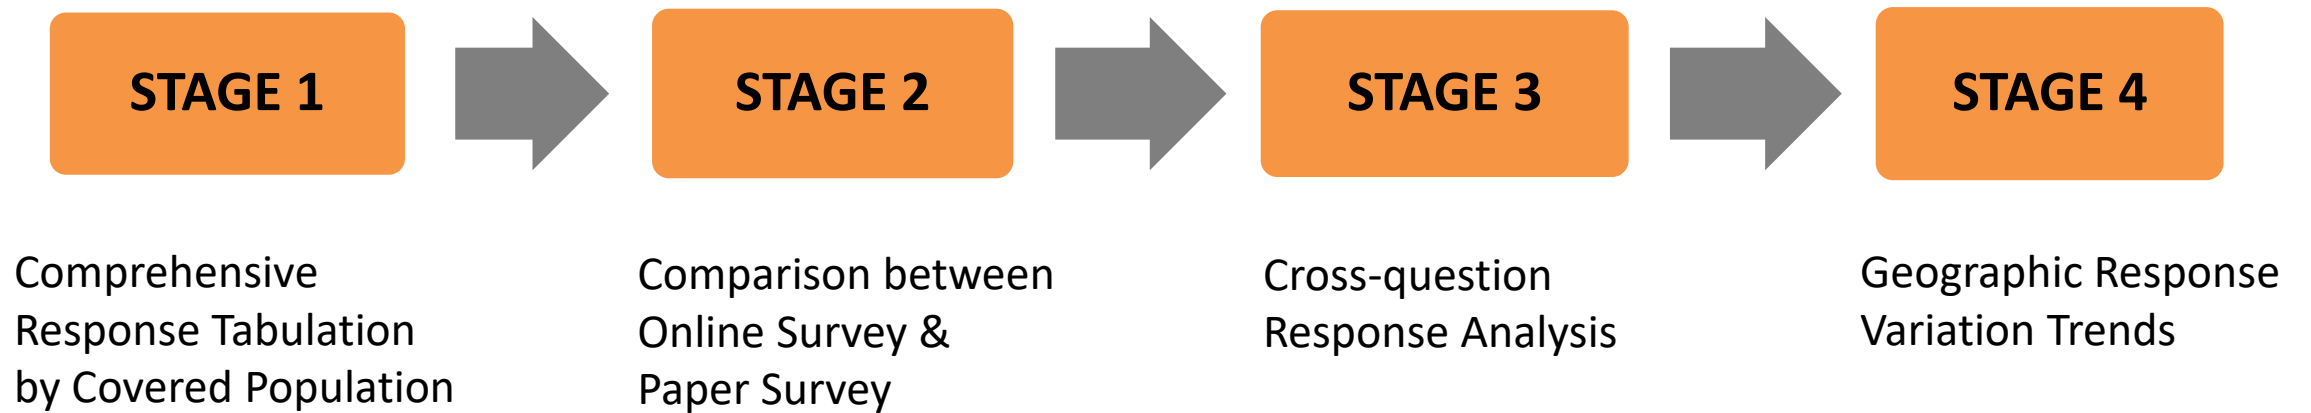 STAGE 1
STAGE 2
STAGE 3
STAGE 4
Comprehensive
Response Tabulation
by Covered Population
Comparison between
Online Survey &
Paper Survey
Cross-question
Response Analysis
Geographic Response
Variation Trends